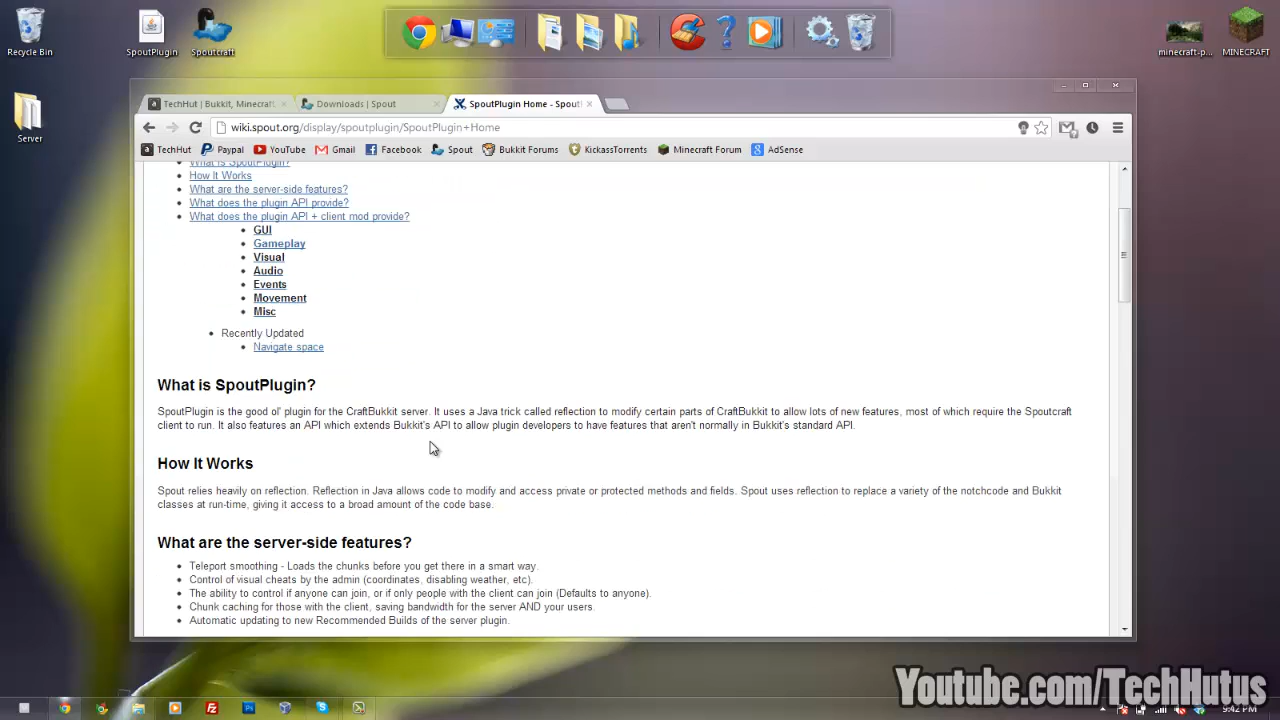 Recycle Bin
SpoutPlugin
Spoutcraft
minecraft-p...
MINECRAFT
Server
TechHut | Bukkit, Minecraft
Downloads | Spout
SpoutPlugin Home - Spout
wiki.spout.org/display/spoutplugin/SpoutPlugin+Home
TechHut
Paypal
YouTube
Gmail
Facebook
Spout
Bukkit Forums
KickassTorrents
Minecraft Forum
AdSense
What is SpoutPlugin?
How It Works
What are the server-side features?
What does the plugin API provide?
What does the plugin API + client mod provide?
GUI
Gameplay
Visual
Audio
Events
Movement
Misc
Recently Updated
Navigate space
What is SpoutPlugin?
SpoutPlugin is the good ol' plugin for the CraftBukkit server. It uses a Java trick called reflection to modify certain parts of CraftBukkit to allow lots of new features, most of which require the Spoutcraft
client to run. It also features an API which extends Bukkit's API to allow plugin developers to have features that aren't normally in Bukkit's standard API.
How It Works
Spout relies heavily on reflection. Reflection in Java allows code to modify and access private or protected methods and fields. Spout uses reflection to replace a variety of the notchcode and Bukkit
classes at run-time, giving it access to a broad amount of the code base.
What are the server-side features?
Teleport smoothing - Loads the chunks before you get there in a smart way.
Control of visual cheats by the admin (coordinates, disabling weather, etc).
The ability to control if anyone can join, or if only people with the client can join (Defaults to anyone).
Chunk caching for those with the client, saving bandwidth for the server AND your users.
Automatic updating to new Recommended Builds of the server plugin.
Youtube.com/TechHutus
9:42 PM